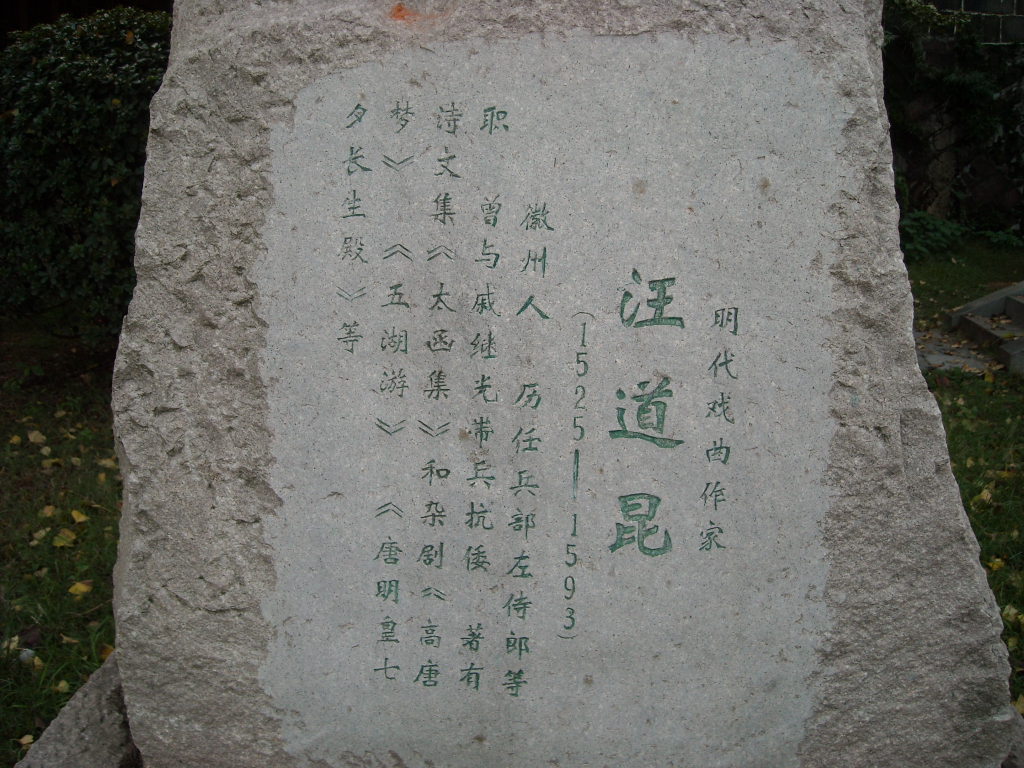 明代戏曲作家
汪道昆
(1525—1593)
徽州人 历任兵部左侍郎等
职 曾与戚继光带兵抗倭 著有
诗文集《太函集》和杂剧《高唐
梦》 《五湖游》 《唐明皇七
夕长生殿》等